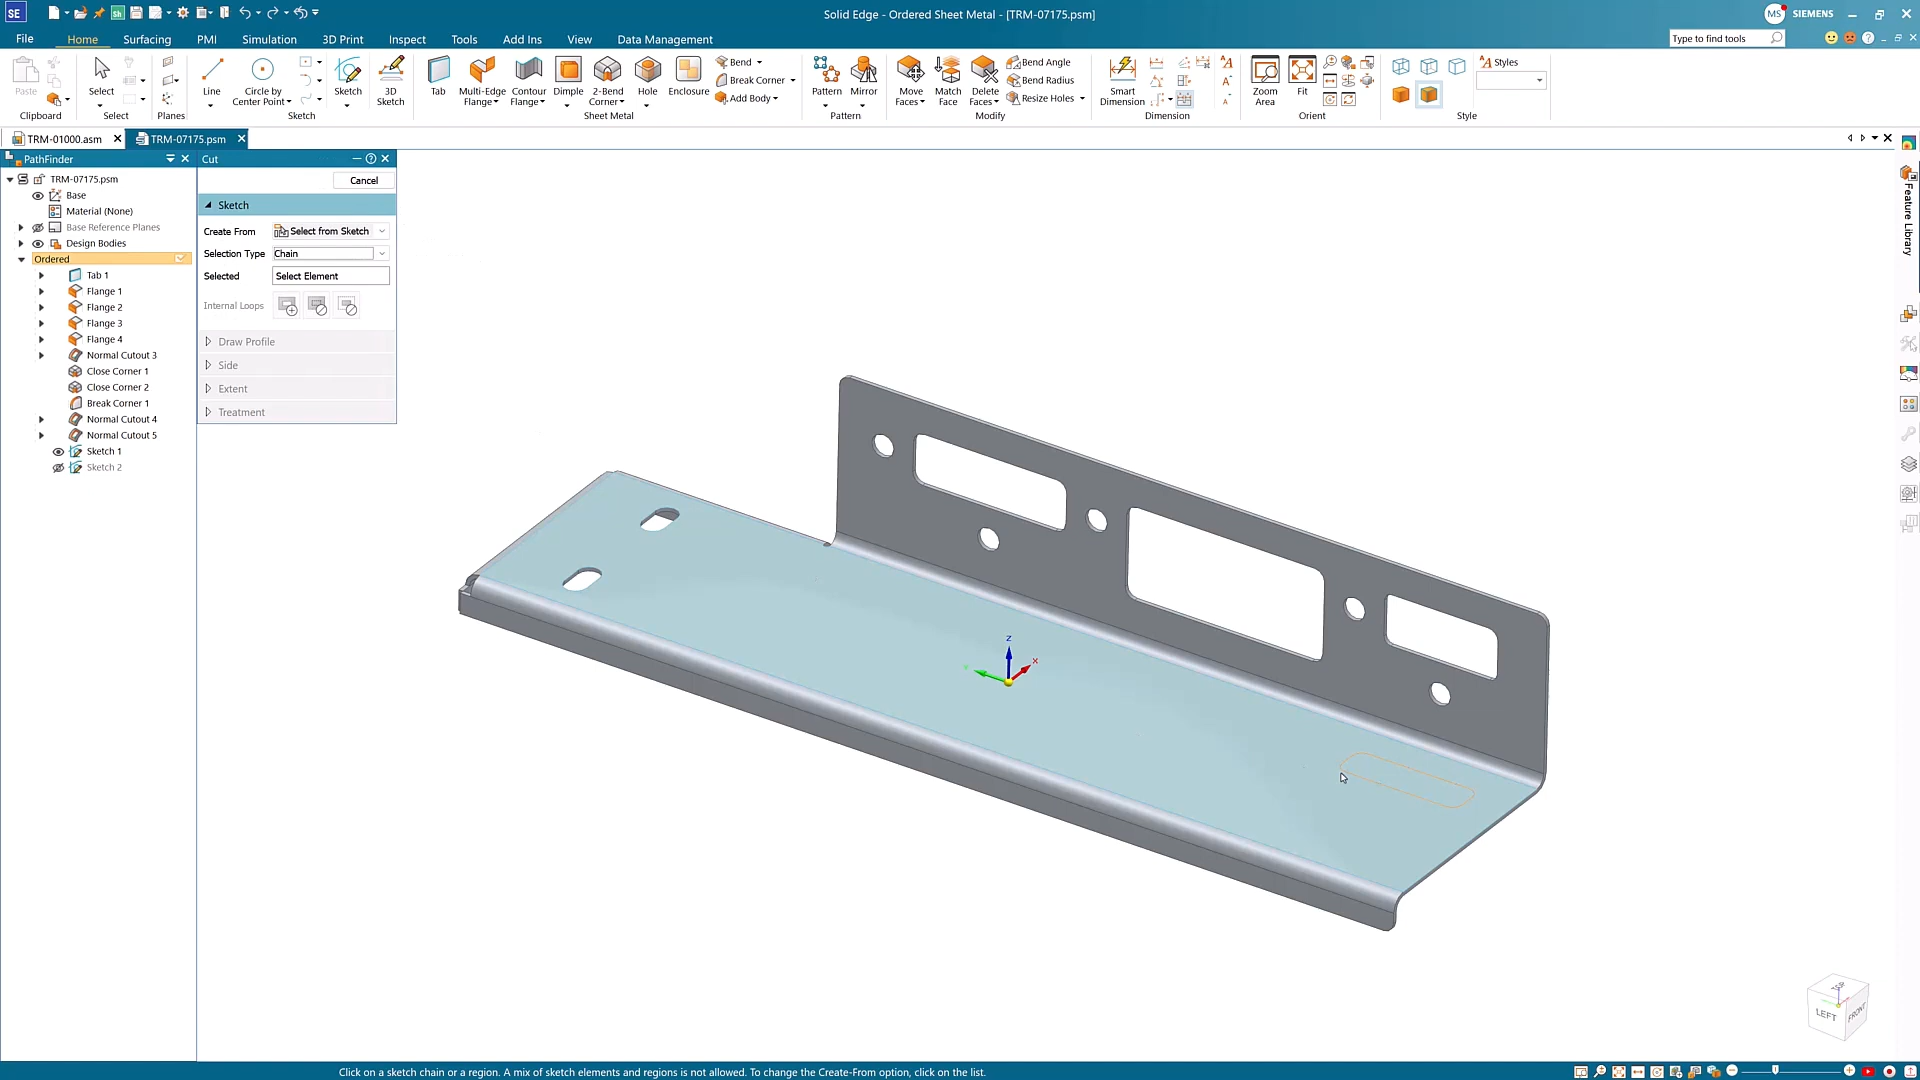 SE
Sh
Solid Edge - Ordered Sheet Metal - [TRM-07175.psm]
MS
SIEMENS
File
Home
Surfacing
PMI
Simulation
3D Print
Inspect
Tools
Add Ins
View
Data Management
Type to find tools
Paste
Clipboard
Select
Select
Planes
Line
Circle by
Center Point
Sketch
3D
Sketch
Sketch
Tab
Multi-Edge
Flange
Contour
Flange
Dimple
2-Bend
Corner
Hole
Enclosure
Bend
Break Corner
Add Body
Sheet Metal
Pattern
Mirror
Pattern
Move
Faces
Match
Face
Delete
Faces
Bend Angle
Bend Radius
Resize Holes
Modify
Smart
Dimension
Dimension
Zoom
Area
Fit
Orient
Styles
Style
TRM-01000.asm
TRM-07175.psm
PathFinder
TRM-07175.psm
Base
Material (None)
Base Reference Planes
Design Bodies
Ordered
Tab 1
Flange 1
Flange 2
Flange 3
Flange 4
Normal Cutout 3
Close Corner 1
Close Corner 2
Break Corner 1
Normal Cutout 4
Normal Cutout 5
Sketch 1
Sketch 2
Cut
Cancel
Sketch
Create From
Select from Sketch
Selection Type
Chain
Selected
Select Element
Internal Loops
Draw Profile
Side
Extent
Treatment
Feature Library
Z
X
LEFT
FRONT
Click on a sketch chain or a region. A mix of sketch elements and regions is not allowed. To change the Create-From option, click on the list.